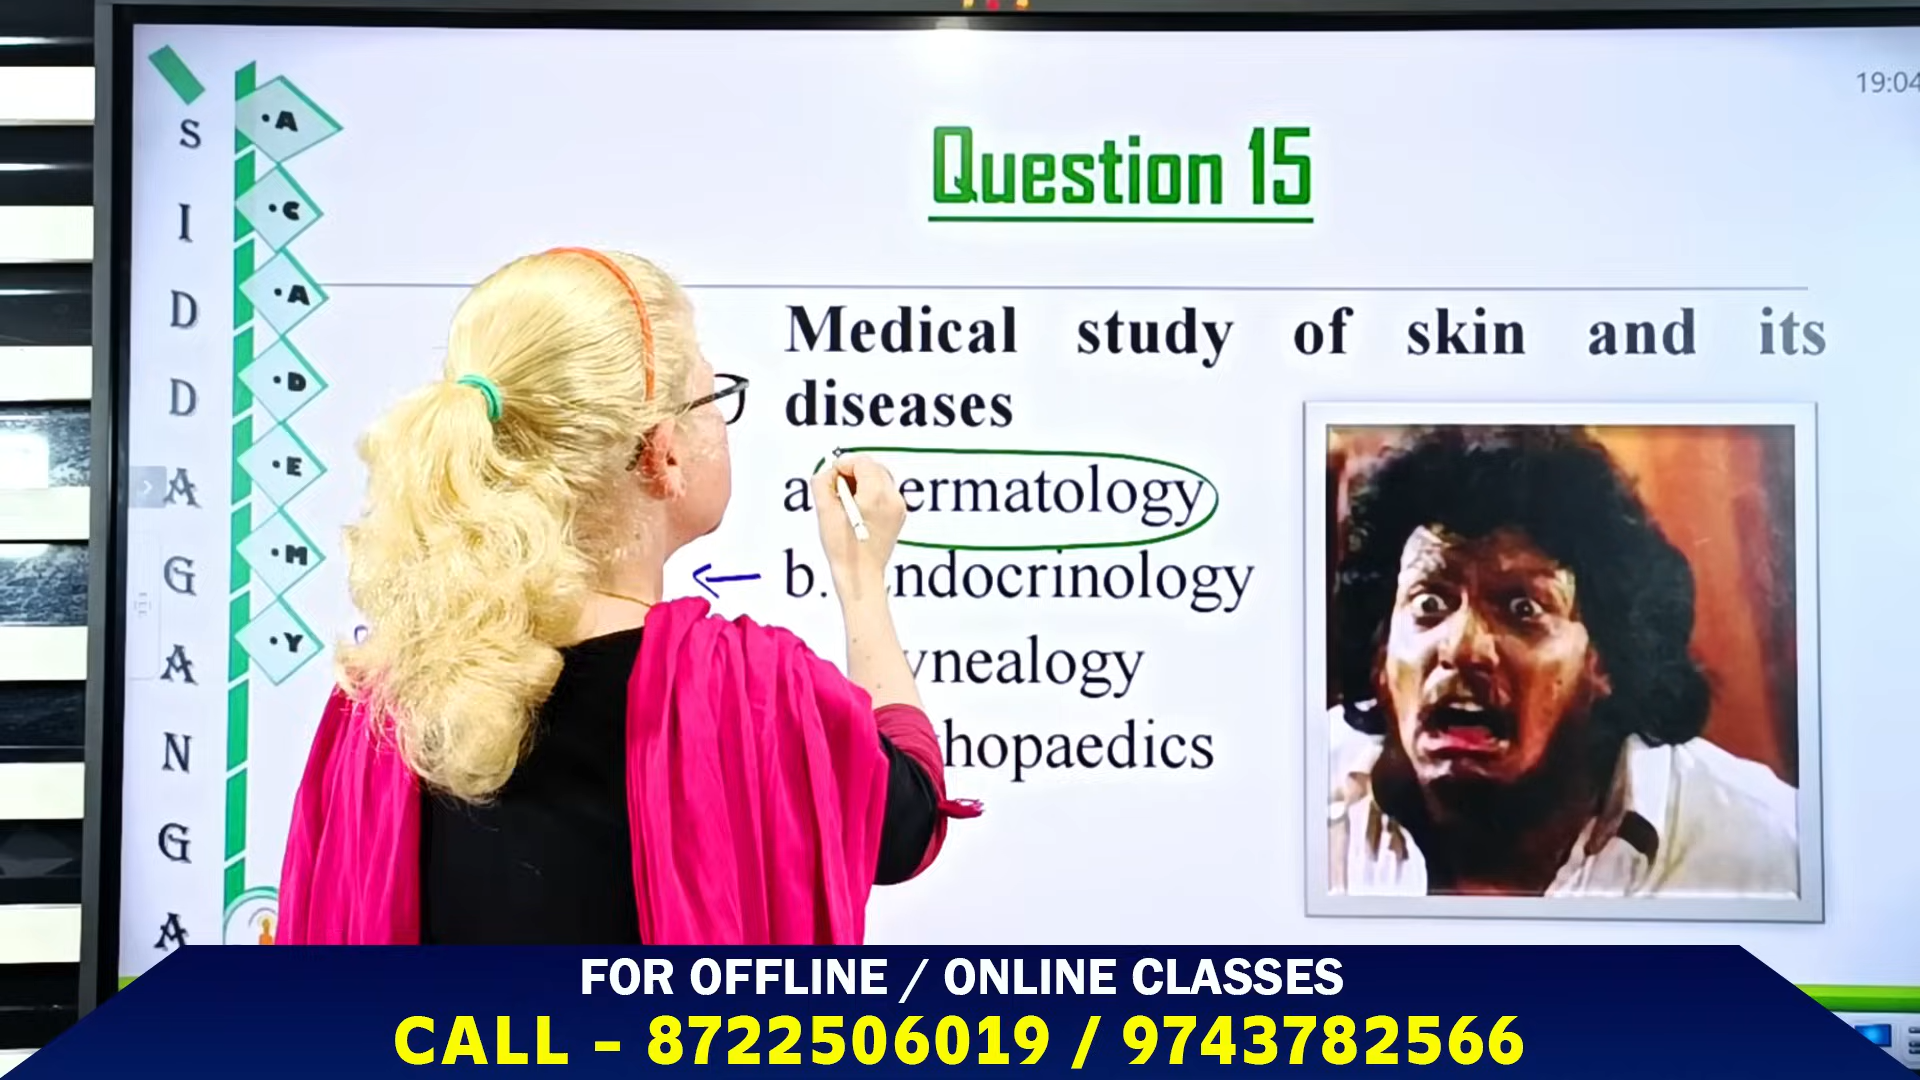 19:04
SIDDAGANGA
• A
• C
• A
• D
• E
• M
• Y
Question 15
Medical study of skin and its
diseases
a ermatology
b. ndocrinology
ynealogy
hopaedics
FOR OFFLINE / ONLINE CLASSES
CALL – 8722506019 / 9743782566